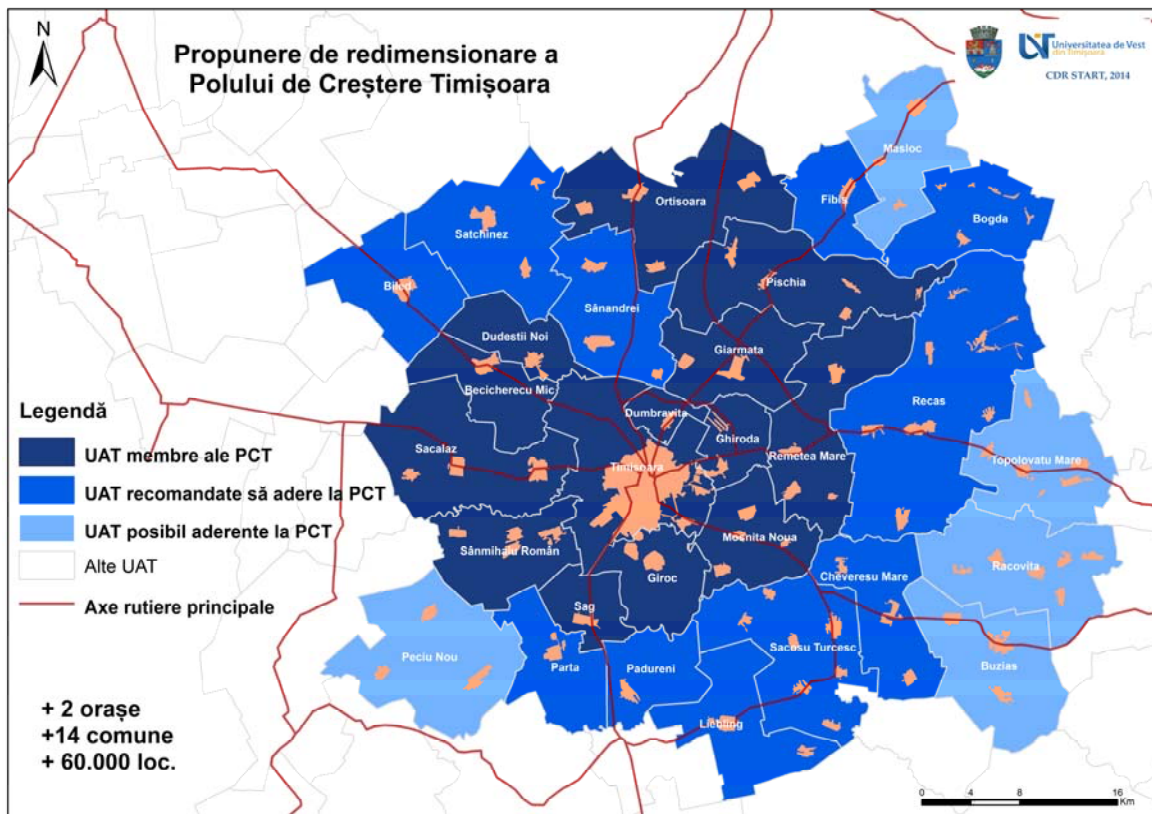 N
Propunere de redimensionare a
Polului de Creștere Timișoara
Universitatea de Vest
din Timișoara
CDR START, 2014
Masloc
Ortisoara
Fibis
Bogda
Satchinez
Biled
Pischia
Sânandrei
Dudestii Noi
Giarmata
Becicherecu Mic
Recas
Dumbravita
Ghiroda
Sacalaz
Timisoara
Remetea Mare
Topolovatu Mare
Mosnita Noua
Sânmihaiu Român
Giroc
Cheveresu Mare
Racovita
Sag
Sacosu Turcesc
Peciu Nou
Parta
Padureni
Buzias
Liebling
Legendă
UAT membre ale PCT
UAT recomandate să adere la PCT
UAT posibil aderente la PCT
Alte UAT
Axe rutiere principale
+ 2 orașe
+14 comune
+ 60.000 loc.
0 4 8 16
Km